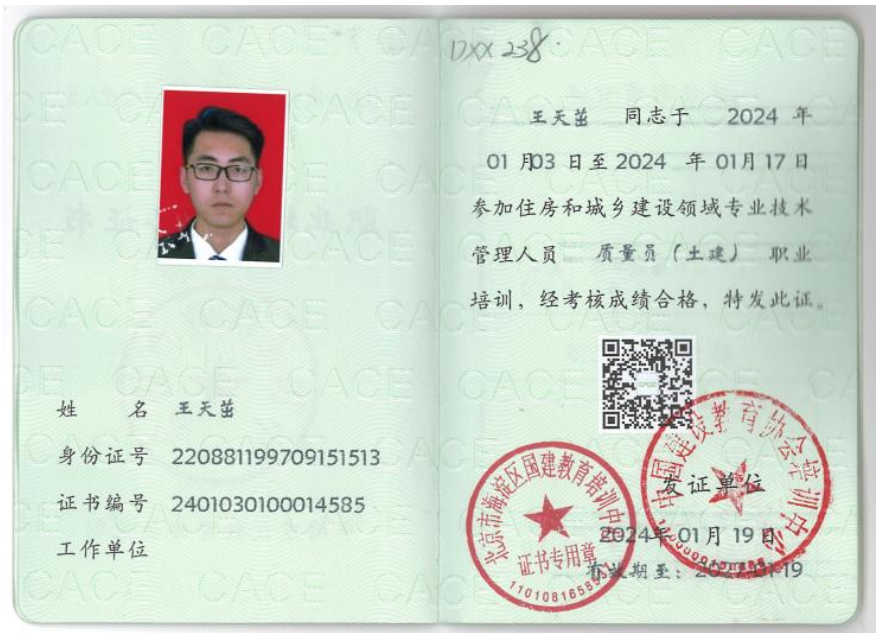 DXX 238
王天茁 同志于 2024 年
01 月03 日至 2024 年 01月 17 日
参加住房和城乡建设领域专业技术
管理人员 质量员（土建） 职业
培训，经考核成绩合格，特发此证。
姓 名 王天茁
身份证号 220881199709151513
证书编号 2401030100014585
工作单位
中国建设教育协会培训中心
发证单位
2024年 01 月 19 日
有效期至：
北京市海淀区国建教育培训中心
证书专用章
CACE